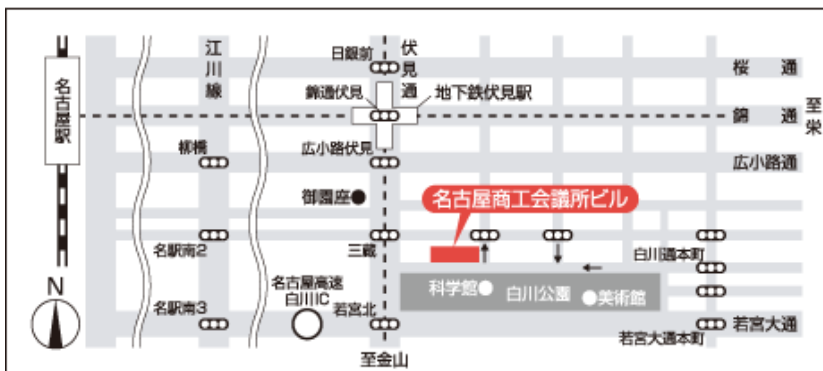 江川線
日銀前
伏見通
桜通
名古屋駅
錦通伏見
地下鉄伏見駅
錦通
至栄
柳橋
広小路伏見
広小路通
御園座
名古屋商工会議所ビル
名駅南2
三蔵
白川通本町
N
名古屋高速
白川IC
科学館
白川公園
美術館
名駅南3
若宮北
若宮大通
若宮大通本町
至金山